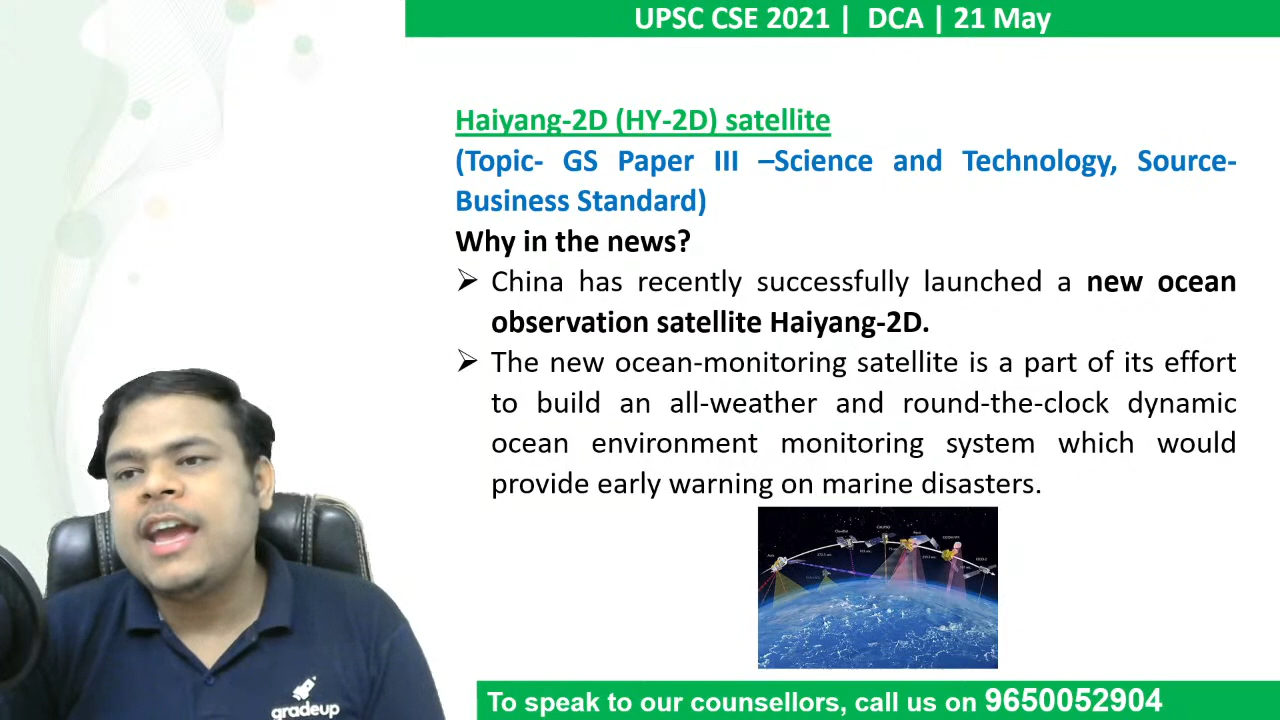 UPSC CSE 2021 | DCA | 21 May
Haiyang-2D (HY-2D) satellite
(Topic- GS Paper III –Science and Technology, Source-
Business Standard)
Why in the news?
➢ China has recently successfully launched a new ocean
observation satellite Haiyang-2D.
➢ The new ocean-monitoring satellite is a part of its effort
to build an all-weather and round-the-clock dynamic
ocean environment monitoring system which would
provide early warning on marine disasters.
gradeup
To speak to our counsellors, call us on 9650052904